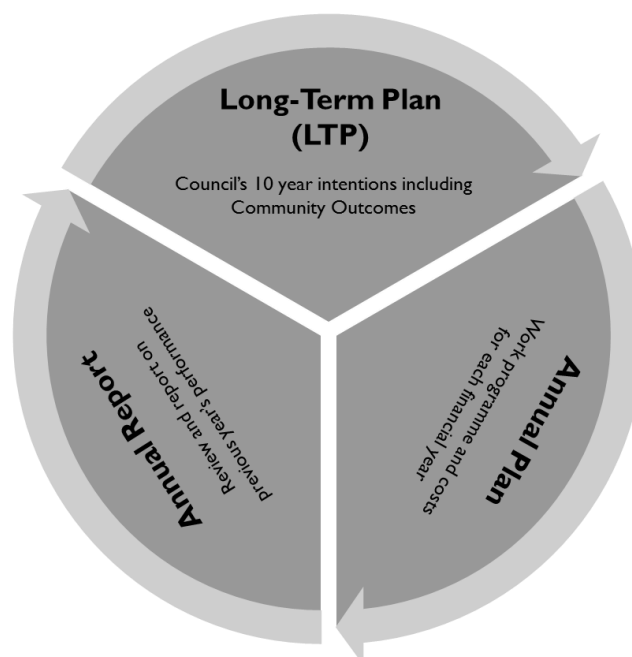 Long-Term Plan
(LTP)
Council's 10 year intentions including
Community Outcomes
Annual Plan
Work programme and costs
for each financial year
Annual Report
Review and report on
previous year's performance